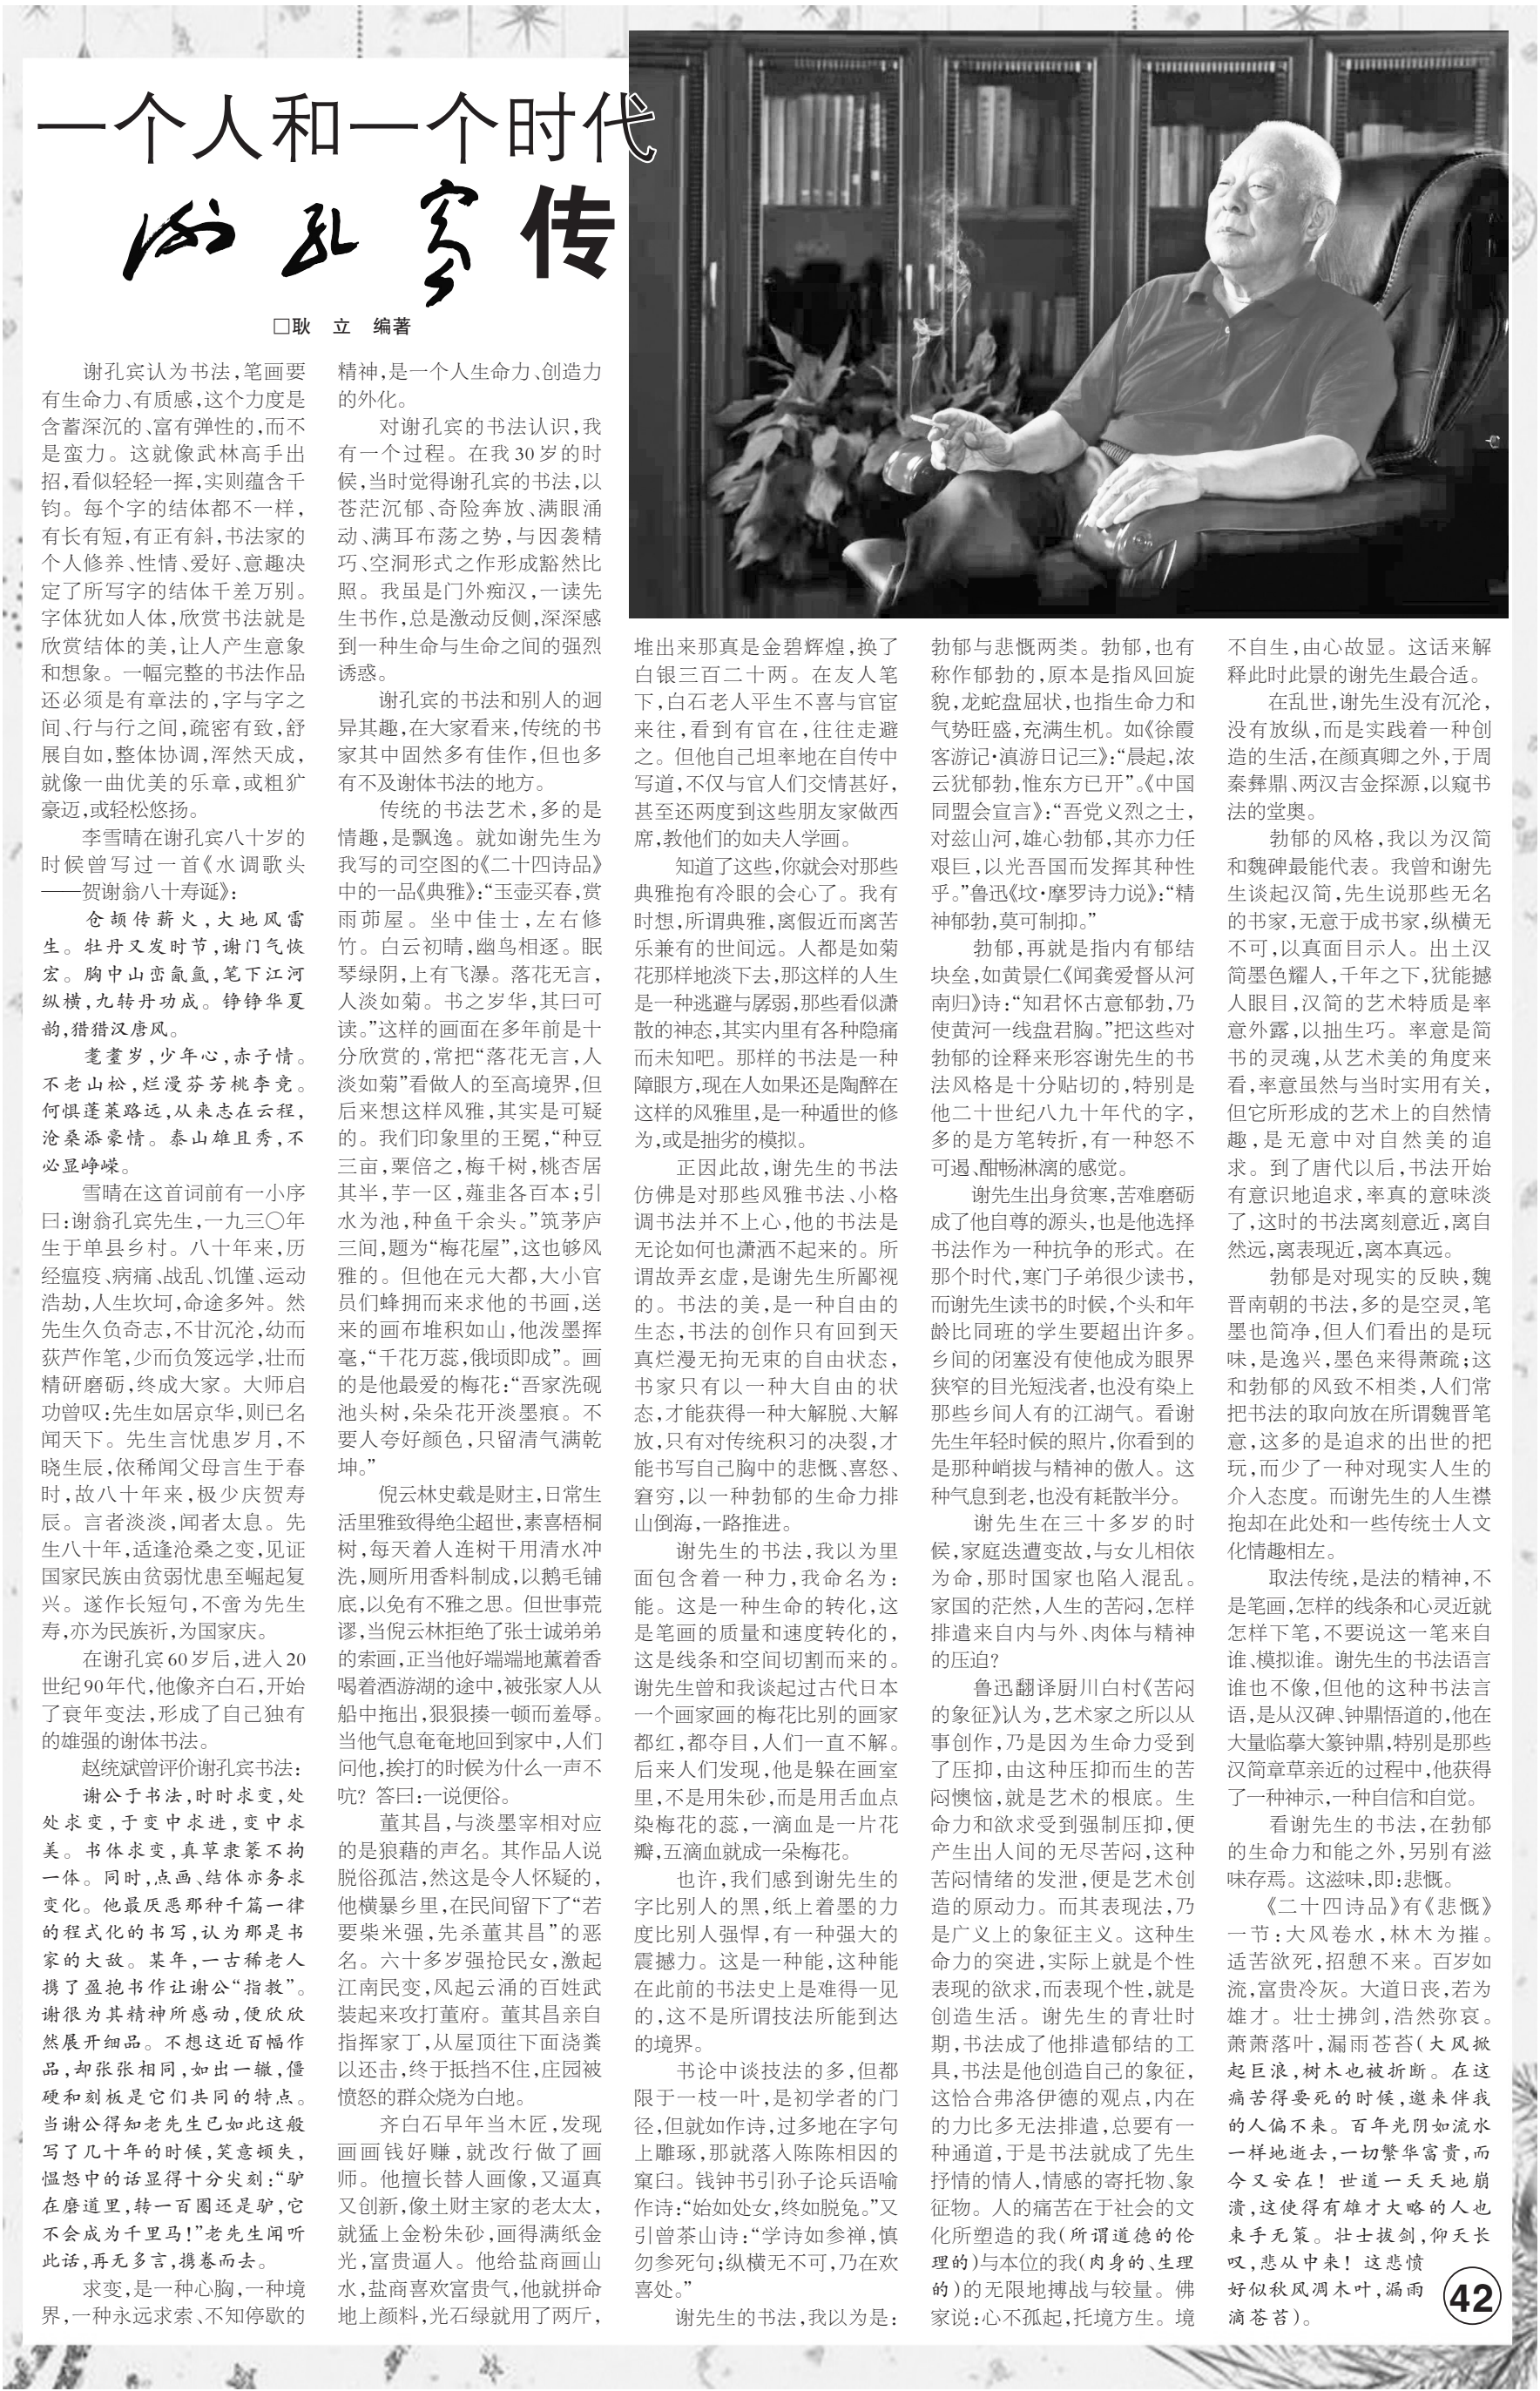 一个人和一个时代
谢孔宾传
□耿 立 编著
谢孔宾认为书法,笔画要
有生命力、有质感,这个力度是
含蓄深沉的、富有弹性的,而不
是蛮力。这就像武林高手出
招,看似轻轻一挥,实则蕴含千
钧。每个字的结体都不一样,
有长有短,有正有斜,书法家的
个人修养、性情、爱好、意趣决
定了所写字的结体千差万别。
字体犹如人体,欣赏书法就是
欣赏结体的美,让人产生意象
和想象。一幅完整的书法作品
还必须是有章法的,字与字之
间、行与行之间,疏密有致,舒
展自如,整体协调,浑然天成,
就像一曲优美的乐章,或粗犷
豪迈,或轻松悠扬。
李雪晴在谢孔宾八十岁的
时候曾写过一首《水调歌头
——贺谢翁八十寿诞》:
仓颉传薪火,大地风雷
生。牡丹又发时节,谢门气恢
宏。胸中山峦氤氲,笔下江河
纵横,九转丹功成。铮铮华夏
韵,猎猎汉唐风。
耄耋岁,少年心,赤子情。
不老山松,烂漫芬芳桃李竞。
何惧蓬莱路远,从来志在云程,
沧桑添豪情。泰山雄且秀,不
必显峥嵘。
雪晴在这首词前有一小序
曰:谢翁孔宾先生,一九三〇年
生于单县乡村。八十年来,历
经瘟疫、病痛、战乱、饥馑、运动
浩劫,人生坎坷,命途多舛。然
先生久负奇志,不甘沉沦,幼而
荻芦作笔,少而负笈远学,壮而
精研磨砺,终成大家。大师启
功曾叹:先生如居京华,则已名
闻天下。先生言忧患岁月,不
晓生辰,依稀闻父母言生于春
时,故八十年来,极少庆贺寿
辰。言者淡淡,闻者太息。先
生八十年,适逢沧桑之变,见证
国家民族由贫弱忧患至崛起复
兴。遂作长短句,不啻为先生
寿,亦为民族祈,为国家庆。
在谢孔宾60岁后,进入20
世纪90年代,他像齐白石,开始
了衰年变法,形成了自己独有
的雄强的谢体书法。
赵统斌曾评价谢孔宾书法:
谢公于书法,时时求变,处
处求变,于变中求进,变中求
美。书体求变,真草隶篆不拘
一体。同时,点画、结体亦务求
变化。他最厌恶那种千篇一律
的程式化的书写,认为那是书
家的大敌。某年,一古稀老人
携了盈抱书作让谢公“指教”。
谢很为其精神所感动,便欣欣
然展开细品。不想这近百幅作
品,却张张相同,如出一辙,僵
硬和刻板是它们共同的特点。
当谢公得知老先生已如此这般
写了几十年的时候,笑意顿失,
愠怒中的话显得十分尖刻:“驴
在磨道里,转一百圈还是驴,它
不会成为千里马!”老先生闻听
此话,再无多言,携卷而去。
求变,是一种心胸,一种境
界,一种永远求索、不知停歇的
精神,是一个人生命力、创造力
的外化。
对谢孔宾的书法认识,我
有一个过程。在我30岁的时
候,当时觉得谢孔宾的书法,以
苍茫沉郁、奇险奔放、满眼涌
动、满耳布荡之势,与因袭精
巧、空洞形式之作形成豁然比
照。我虽是门外痴汉,一读先
生书作,总是激动反侧,深深感
到一种生命与生命之间的强烈
诱惑。
谢孔宾的书法和别人的迥
异其趣,在大家看来,传统的书
家其中固然多有佳作,但也多
有不及谢体书法的地方。
传统的书法艺术,多的是
情趣,是飘逸。就如谢先生为
我写的司空图的《二十四诗品》
中的一品《典雅》:“玉壶买春,赏
雨茆屋。坐中佳士,左右修
竹。白云初晴,幽鸟相逐。眠
琴绿阴,上有飞瀑。落花无言,
人淡如菊。书之岁华,其曰可
读。”这样的画面在多年前是十
分欣赏的,常把“落花无言,人
淡如菊”看做人的至高境界,但
后来想这样风雅,其实是可疑
的。我们印象里的王冕,“种豆
三亩,粟倍之,梅千树,桃杏居
其半,芋一区,薤韭各百本;引
水为池,种鱼千余头。”筑茅庐
三间,题为“梅花屋”,这也够风
雅的。但他在元大都,大小官
员们蜂拥而来求他的书画,送
来的画布堆积如山,他泼墨挥
毫,“千花万蕊,俄顷即成”。画
的是他最爱的梅花:“吾家洗砚
池头树,朵朵花开淡墨痕。不
要人夸好颜色,只留清气满乾
坤。”
倪云林史载是财主,日常生
活里雅致得绝尘超世,素喜梧桐
树,每天着人连树干用清水冲
洗,厕所用香料制成,以鹅毛铺
底,以免有不雅之思。但世事荒
谬,当倪云林拒绝了张士诚弟弟
的索画,正当他好端端地薰着香
喝着酒游湖的途中,被张家人从
船中拖出,狠狠揍一顿而羞辱。
当他气息奄奄地回到家中,人们
问他,挨打的时候为什么一声不
吭?答曰:一说便俗。
董其昌,与淡墨宰相对应
的是狼藉的声名。其作品人说
脱俗孤洁,然这是令人怀疑的,
他横暴乡里,在民间留下了“若
要柴米强,先杀董其昌”的恶
名。六十多岁强抢民女,激起
江南民变,风起云涌的百姓武
装起来攻打董府。董其昌亲自
指挥家丁,从屋顶往下面浇粪
以还击,终于抵挡不住,庄园被
愤怒的群众烧为白地。
齐白石早年当木匠,发现
画画钱好赚,就改行做了画
师。他擅长替人画像,又逼真
又创新,像土财主家的老太太,
就猛上金粉朱砂,画得满纸金
光,富贵逼人。他给盐商画山
水,盐商喜欢富贵气,他就拼命
地上颜料,光石绿就用了两斤,
堆出来那真是金碧辉煌,换了
白银三百二十两。在友人笔
下,白石老人平生不喜与官宦
来往,看到有官在,往往走避
之。但他自己坦率地在自传中
写道,不仅与官人们交情甚好,
甚至还两度到这些朋友家做西
席,教他们的如夫人学画。
知道了这些,你就会对那些
典雅抱有冷眼的会心了。我有
时想,所谓典雅,离假近而离苦
乐兼有的世间远。人都是如菊
花那样地淡下去,那这样的人生
是一种逃避与孱弱,那些看似潇
散的神态,其实内里有各种隐痛
而未知吧。那样的书法是一种
障眼方,现在人如果还是陶醉在
这样的风雅里,是一种遁世的修
为,或是拙劣的模拟。
正因此故,谢先生的书法
仿佛是对那些风雅书法、小格
调书法并不上心,他的书法是
无论如何也潇洒不起来的。所
谓故弄玄虚,是谢先生所鄙视
的。书法的美,是一种自由的
生态,书法的创作只有回到天
真烂漫无拘无束的自由状态,
书家只有以一种大自由的状
态,才能获得一种大解脱、大解
放,只有对传统积习的决裂,才
能书写自己胸中的悲慨、喜怒、
窘穷,以一种勃郁的生命力排
山倒海,一路推进。
谢先生的书法,我以为里
面包含着一种力,我命名为:
能。这是一种生命的转化,这
是笔画的质量和速度转化的,
这是线条和空间切割而来的。
谢先生曾和我谈起过古代日本
一个画家画的梅花比别的画家
都红,都夺目,人们一直不解。
后来人们发现,他是躲在画室
里,不是用朱砂,而是用舌血点
染梅花的蕊,一滴血是一片花
瓣,五滴血就成一朵梅花。
也许,我们感到谢先生的
字比别人的黑,纸上着墨的力
度比别人强悍,有一种强大的
震撼力。这是一种能,这种能
在此前的书法史上是难得一见
的,这不是所谓技法所能到达
的境界。
书论中谈技法的多,但都
限于一枝一叶,是初学者的门
径,但就如作诗,过多地在字句
上雕琢,那就落入陈陈相因的
窠臼。钱钟书引孙子论兵语喻
作诗:“始如处女,终如脱兔。”又
引曾茶山诗:“学诗如参禅,慎
勿参死句;纵横无不可,乃在欢
喜处。”
谢先生的书法,我以为是:
勃郁与悲慨两类。勃郁,也有
称作郁勃的,原本是指风回旋
貌,龙蛇盘屈状,也指生命力和
气势旺盛,充满生机。如《徐霞
客游记·滇游日记三》:“晨起,浓
云犹郁勃,惟东方已开”。《中国
同盟会宣言》:“吾党义烈之士,
对兹山河,雄心勃郁,其亦力任
艰巨,以光吾国而发挥其种性
乎。”鲁迅《坟·摩罗诗力说》:“精
神郁勃,莫可制抑。”
勃郁,再就是指内有郁结
块垒,如黄景仁《闻龚爱督从河
南归》诗:“知君怀古意郁勃,乃
使黄河一线盘君胸。”把这些对
勃郁的诠释来形容谢先生的书
法风格是十分贴切的,特别是
他二十世纪八九十年代的字,
多的是方笔转折,有一种怒不
可遏、酣畅淋漓的感觉。
谢先生出身贫寒,苦难磨砺
成了他自尊的源头,也是他选择
书法作为一种抗争的形式。在
那个时代,寒门子弟很少读书,
而谢先生读书的时候,个头和年
龄比同班的学生要超出许多。
乡间的闭塞没有使他成为眼界
狭窄的目光短浅者,也没有染上
那些乡间人有的江湖气。看谢
先生年轻时候的照片,你看到的
是那种峭拔与精神的傲人。这
种气息到老,也没有耗散半分。
谢先生在三十多岁的时
候,家庭迭遭变故,与女儿相依
为命,那时国家也陷入混乱。
家国的茫然,人生的苦闷,怎样
排遣来自内与外、肉体与精神
的压迫?
鲁迅翻译厨川白村《苦闷
的象征》认为,艺术家之所以从
事创作,乃是因为生命力受到
了压抑,由这种压抑而生的苦
闷懊恼,就是艺术的根底。生
命力和欲求受到强制压抑,便
产生出人间的无尽苦闷,这种
苦闷情绪的发泄,便是艺术创
造的原动力。而其表现法,乃
是广义上的象征主义。这种生
命力的突进,实际上就是个性
表现的欲求,而表现个性,就是
创造生活。谢先生的青壮时
期,书法成了他排遣郁结的工
具,书法是他创造自己的象征,
这恰合弗洛伊德的观点,内在
的力比多无法排遣,总要有一
种通道,于是书法就成了先生
抒情的情人,情感的寄托物、象
征物。人的痛苦在于社会的文
化所塑造的我(所谓道德的伦
理的)与本位的我(肉身的、生理
的)的无限地搏战与较量。佛
家说:心不孤起,托境方生。境
不自生,由心故显。这话来解
释此时此景的谢先生最合适。
在乱世,谢先生没有沉沦,
没有放纵,而是实践着一种创
造的生活,在颜真卿之外,于周
秦彝鼎、两汉吉金探源,以窥书
法的堂奥。
勃郁的风格,我以为汉简
和魏碑最能代表。我曾和谢先
生谈起汉简,先生说那些无名
的书家,无意于成书家,纵横无
不可,以真面目示人。出土汉
简墨色耀人,千年之下,犹能撼
人眼目,汉简的艺术特质是率
意外露,以拙生巧。率意是简
书的灵魂,从艺术美的角度来
看,率意虽然与当时实用有关,
但它所形成的艺术上的自然情
趣,是无意中对自然美的追
求。到了唐代以后,书法开始
有意识地追求,率真的意味淡
了,这时的书法离刻意近,离自
然远,离表现近,离本真远。
勃郁是对现实的反映,魏
晋南朝的书法,多的是空灵,笔
墨也简净,但人们看出的是玩
味,是逸兴,墨色来得萧疏;这
和勃郁的风致不相类,人们常
把书法的取向放在所谓魏晋笔
意,这多的是追求的出世的把
玩,而少了一种对现实人生的
介入态度。而谢先生的人生襟
抱却在此处和一些传统士人文
化情趣相左。
取法传统,是法的精神,不
是笔画,怎样的线条和心灵近就
怎样下笔,不要说这一笔来自
谁、模拟谁。谢先生的书法语言
谁也不像,但他的这种书法言
语,是从汉碑、钟鼎悟道的,他在
大量临摹大篆钟鼎,特别是那些
汉简章草亲近的过程中,他获得
了一种神示,一种自信和自觉。
看谢先生的书法,在勃郁
的生命力和能之外,另别有滋
味存焉。这滋味,即:悲慨。
《二十四诗品》有《悲慨》
一节:大风卷水,林木为摧。
适苦欲死,招憩不来。百岁如
流,富贵冷灰。大道日丧,若为
雄才。壮士拂剑,浩然弥哀。
萧萧落叶,漏雨苍苔(大风掀
起巨浪,树木也被折断。在这
痛苦得要死的时候,邀来伴我
的人偏不来。百年光阴如流水
一样地逝去,一切繁华富贵,而
今又安在!世道一天天地崩
溃,这使得有雄才大略的人也
束手无策。壮士拔剑,仰天长
叹,悲从中来!这悲愤
好似秋风凋木叶,漏雨
滴苍苔)。
42